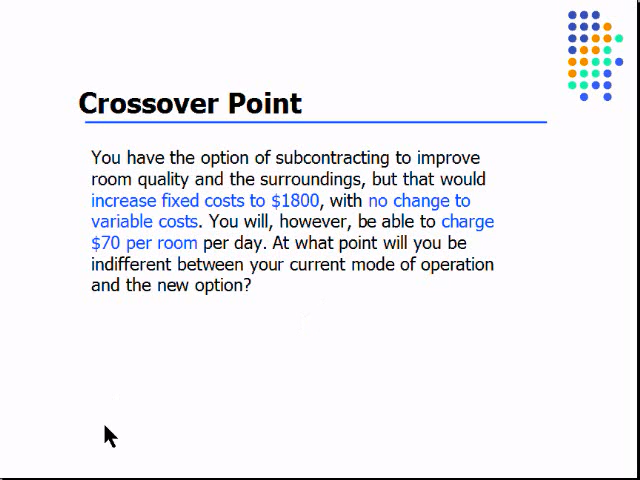 Crossover Point
You have the option of subcontracting to improve
room quality and the surroundings, but that would
increase fixed costs to $1800, with no change to
variable costs. You will, however, be able to charge
$70 per room per day. At what point will you be
indifferent between your current mode of operation
and the new option?